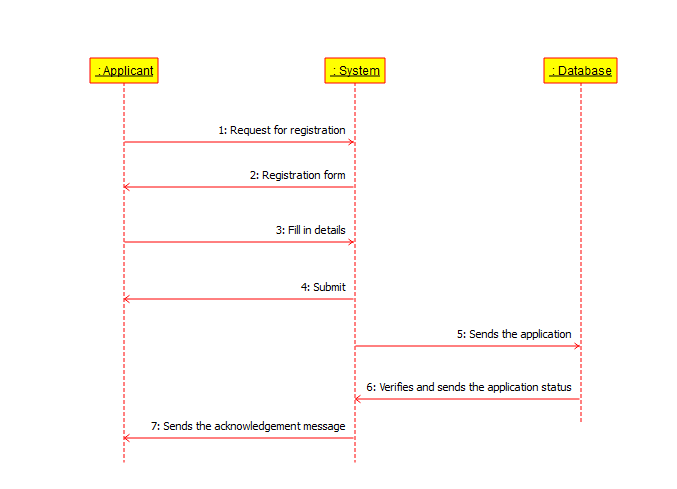 : Applicant
: System
: Database
1: Request for registration
2: Registration form
3: Fill in details
4: Submit
5: Sends the application
6: Verifies and sends the application status
7: Sends the acknowledgement message